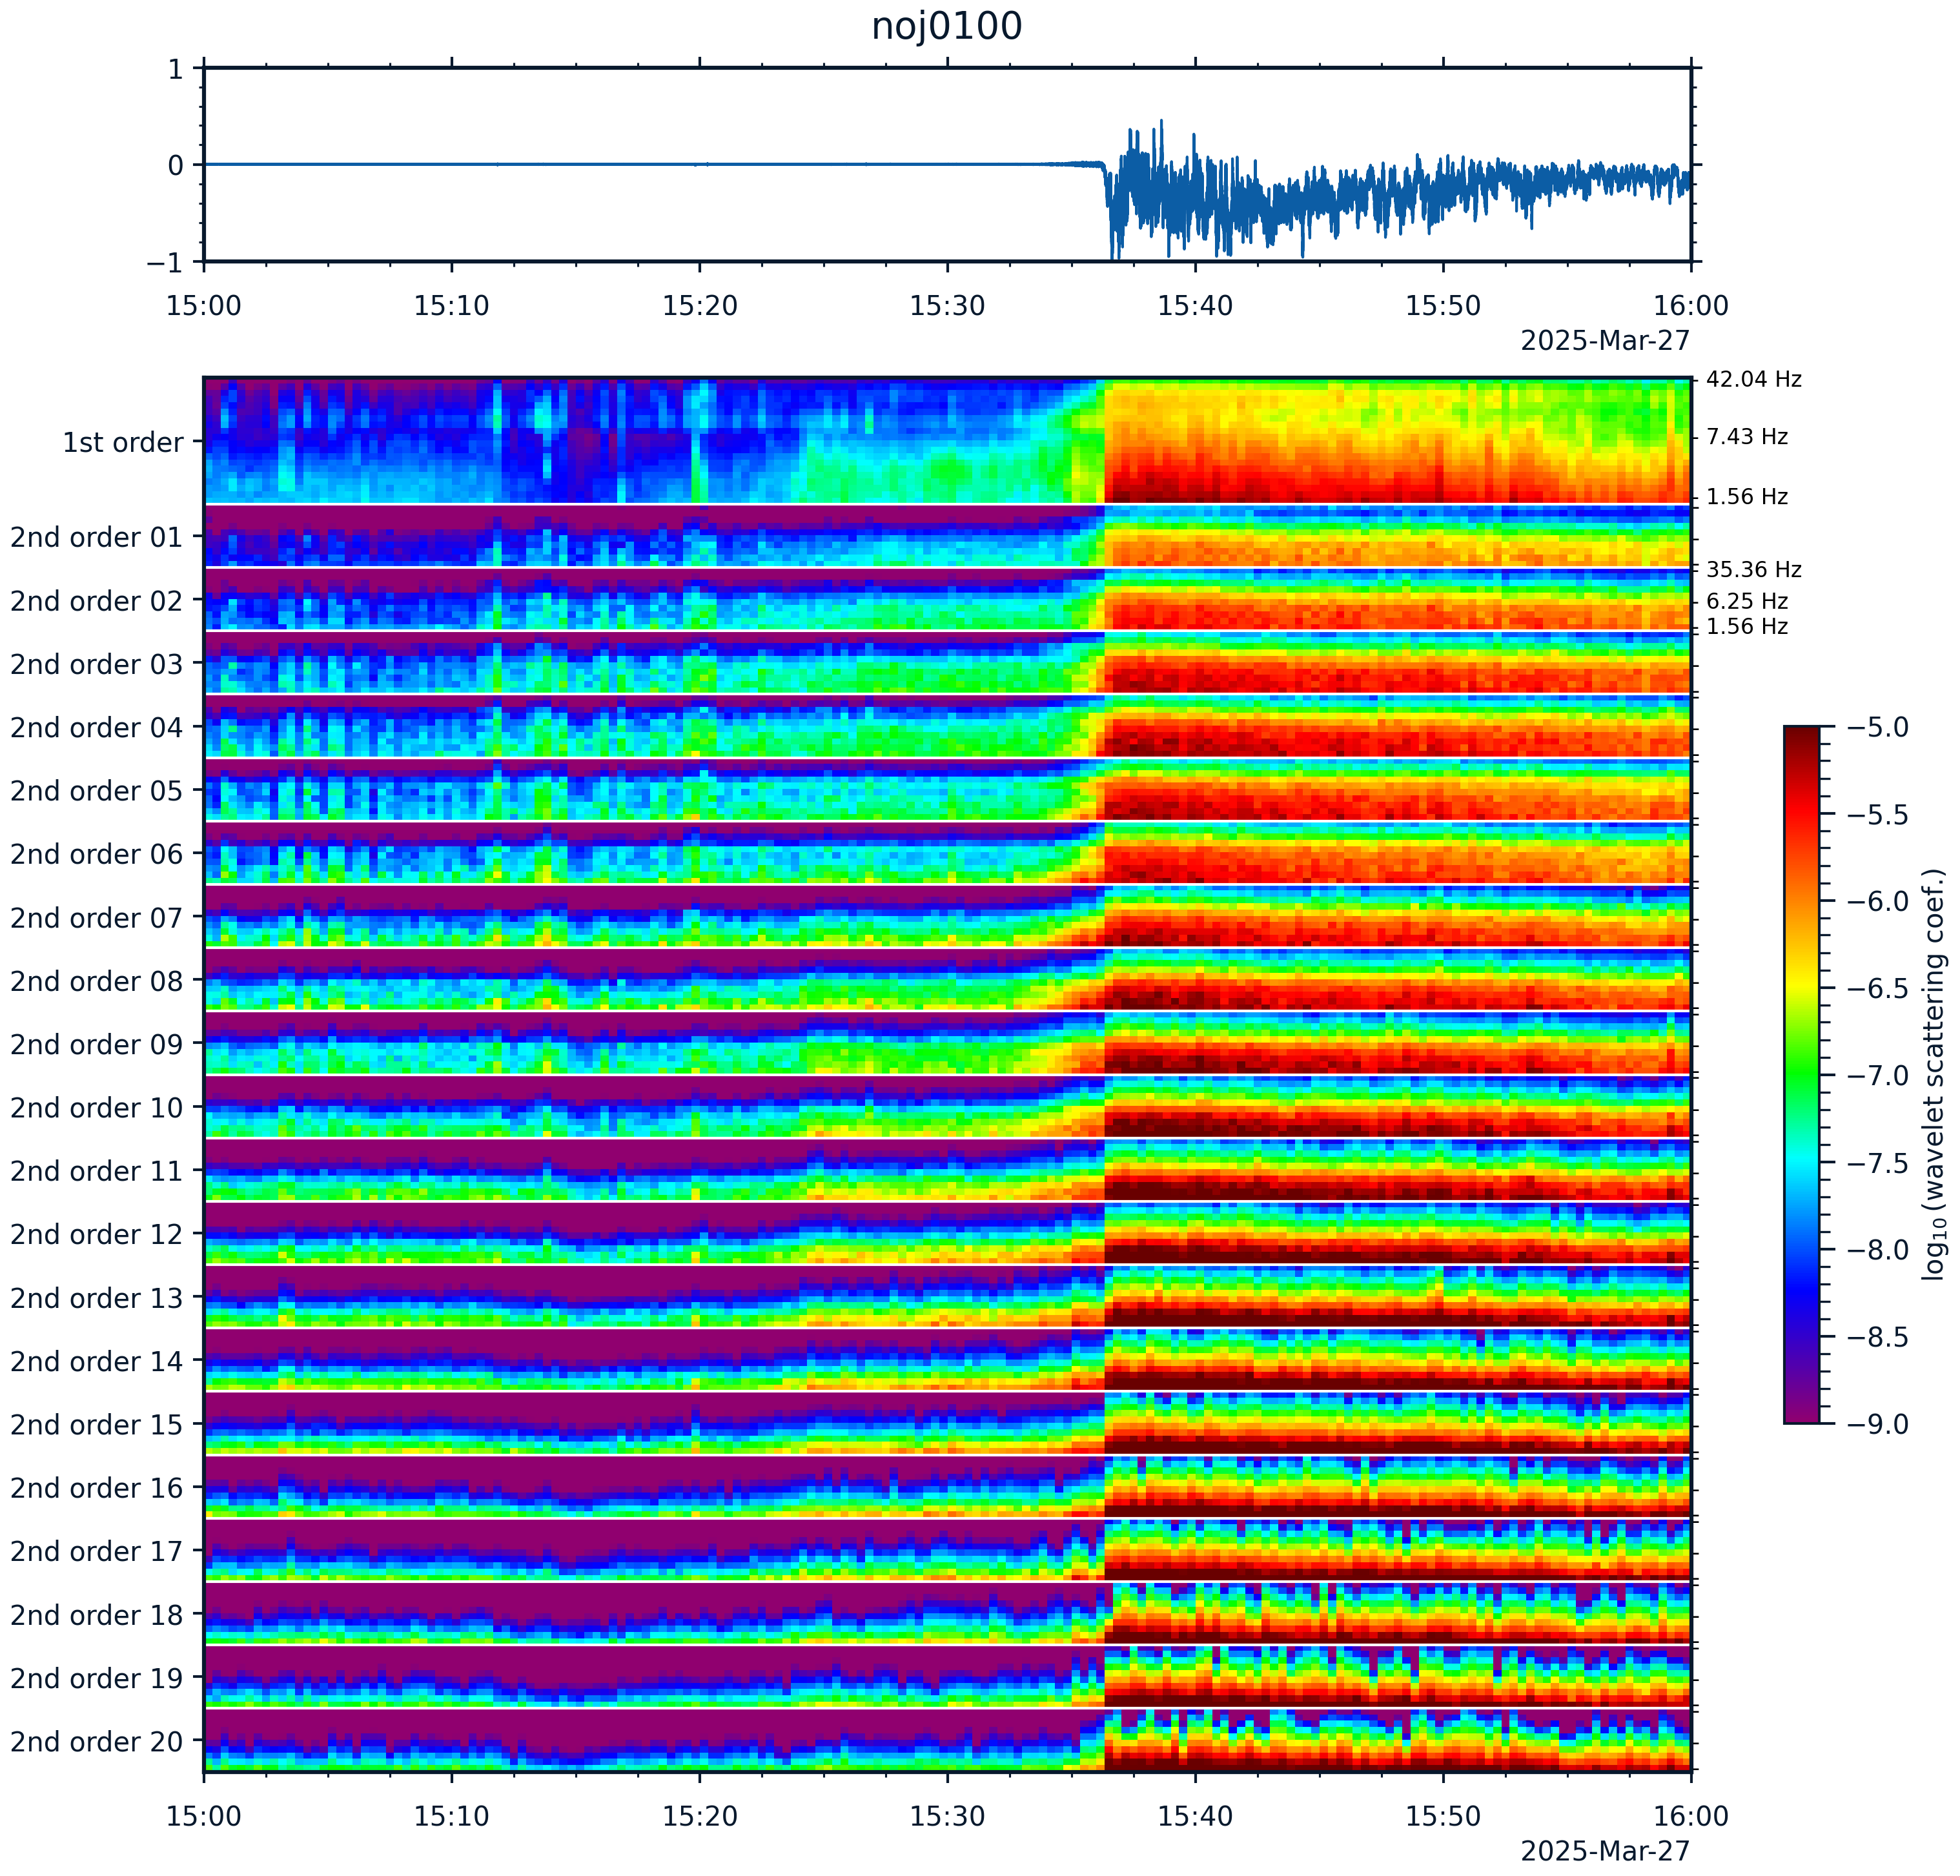 noj0100
1
0
−1
15:00 15:10 15:20 15:30 15:40 15:50 16:00
2025-Mar-27
42.04 Hz
1st order
7.43 Hz
1.56 Hz
2nd order 01
35.36 Hz
2nd order 02
6.25 Hz
1.56 Hz
2nd order 03
2nd order 04
2nd order 05
2nd order 06
2nd order 07
2nd order 08
2nd order 09
2nd order 10
2nd order 11
2nd order 12
2nd order 13
2nd order 14
2nd order 15
2nd order 16
2nd order 17
2nd order 18
2nd order 19
2nd order 20
15:00 15:10 15:20 15:30 15:40 15:50 16:00
2025-Mar-27
−5.0
−5.5
−6.0
−6.5
−7.0
−7.5
−8.0
−8.5
−9.0
log₁₀ (wavelet scattering coef.)